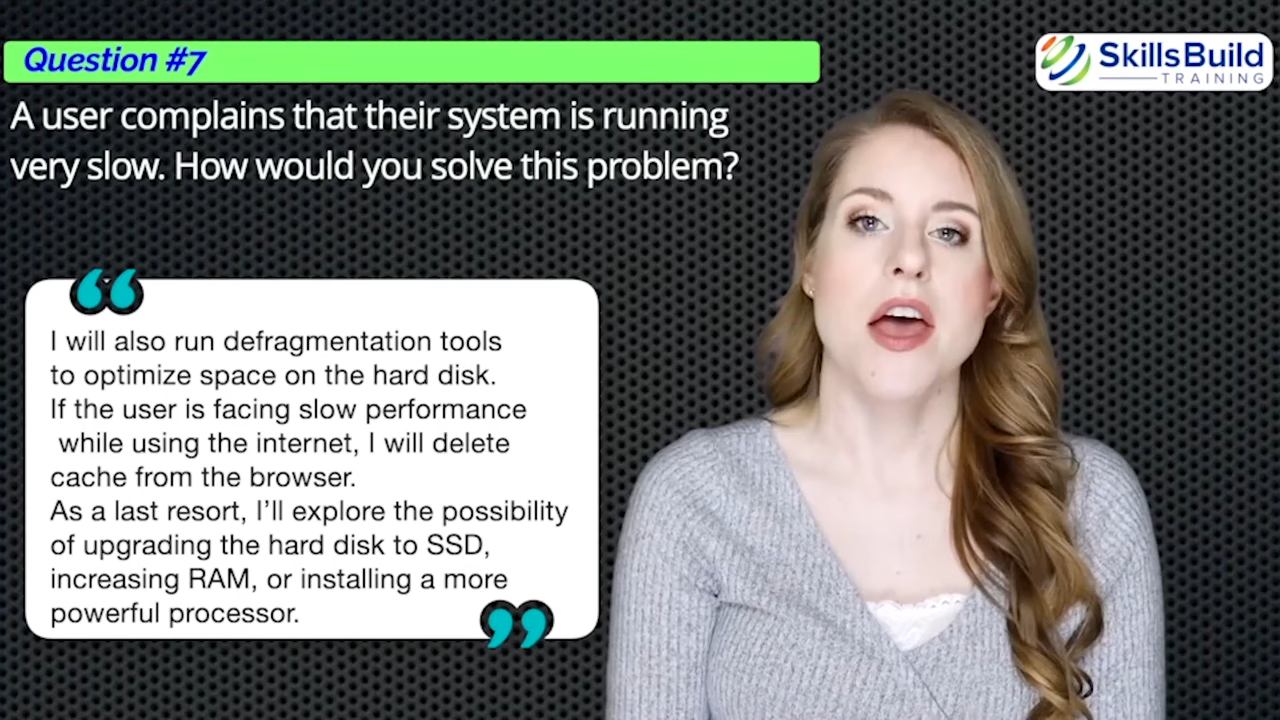 Question #7
SkillsBuild
TRAINING
A user complains that their system is running
very slow. How would you solve this problem?
I will also run defragmentation tools
to optimize space on the hard disk.
If the user is facing slow performance
while using the internet, I will delete
cache from the browser.
As a last resort, I'll explore the possibility
of upgrading the hard disk to SSD,
increasing RAM, or installing a more
powerful processor.